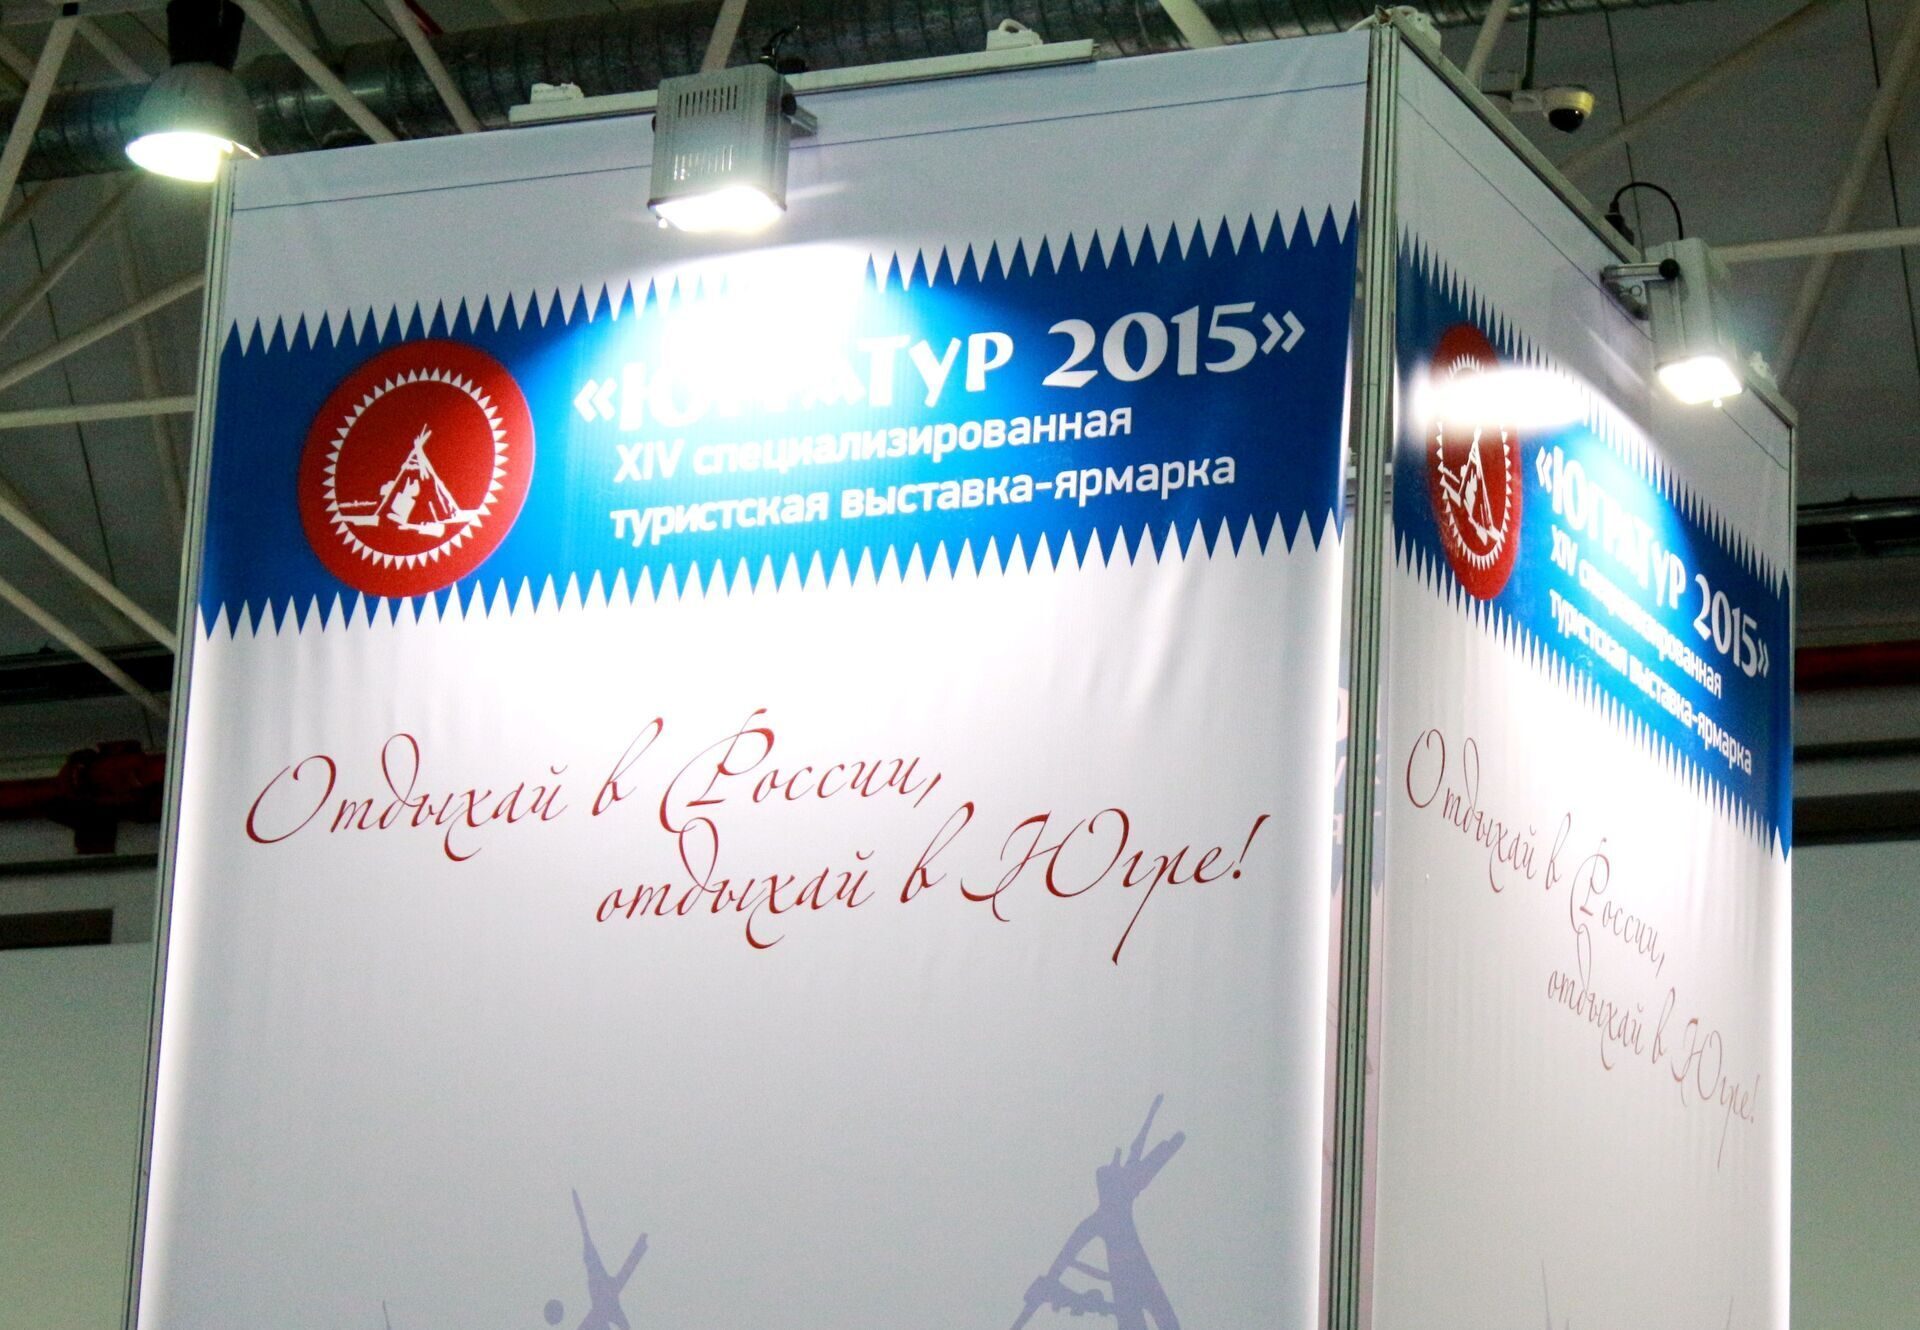 «ЮГРАТУР 2015»
XIV специализированная
туристская выставка-ярмарка
Отдыхай в России,
отдыхай в Югре!
«ЮГРАТУР 2015»
XIV специализированная
туристская выставка-ярмарка
Отдыхай в России,
отдыхай в Югре!